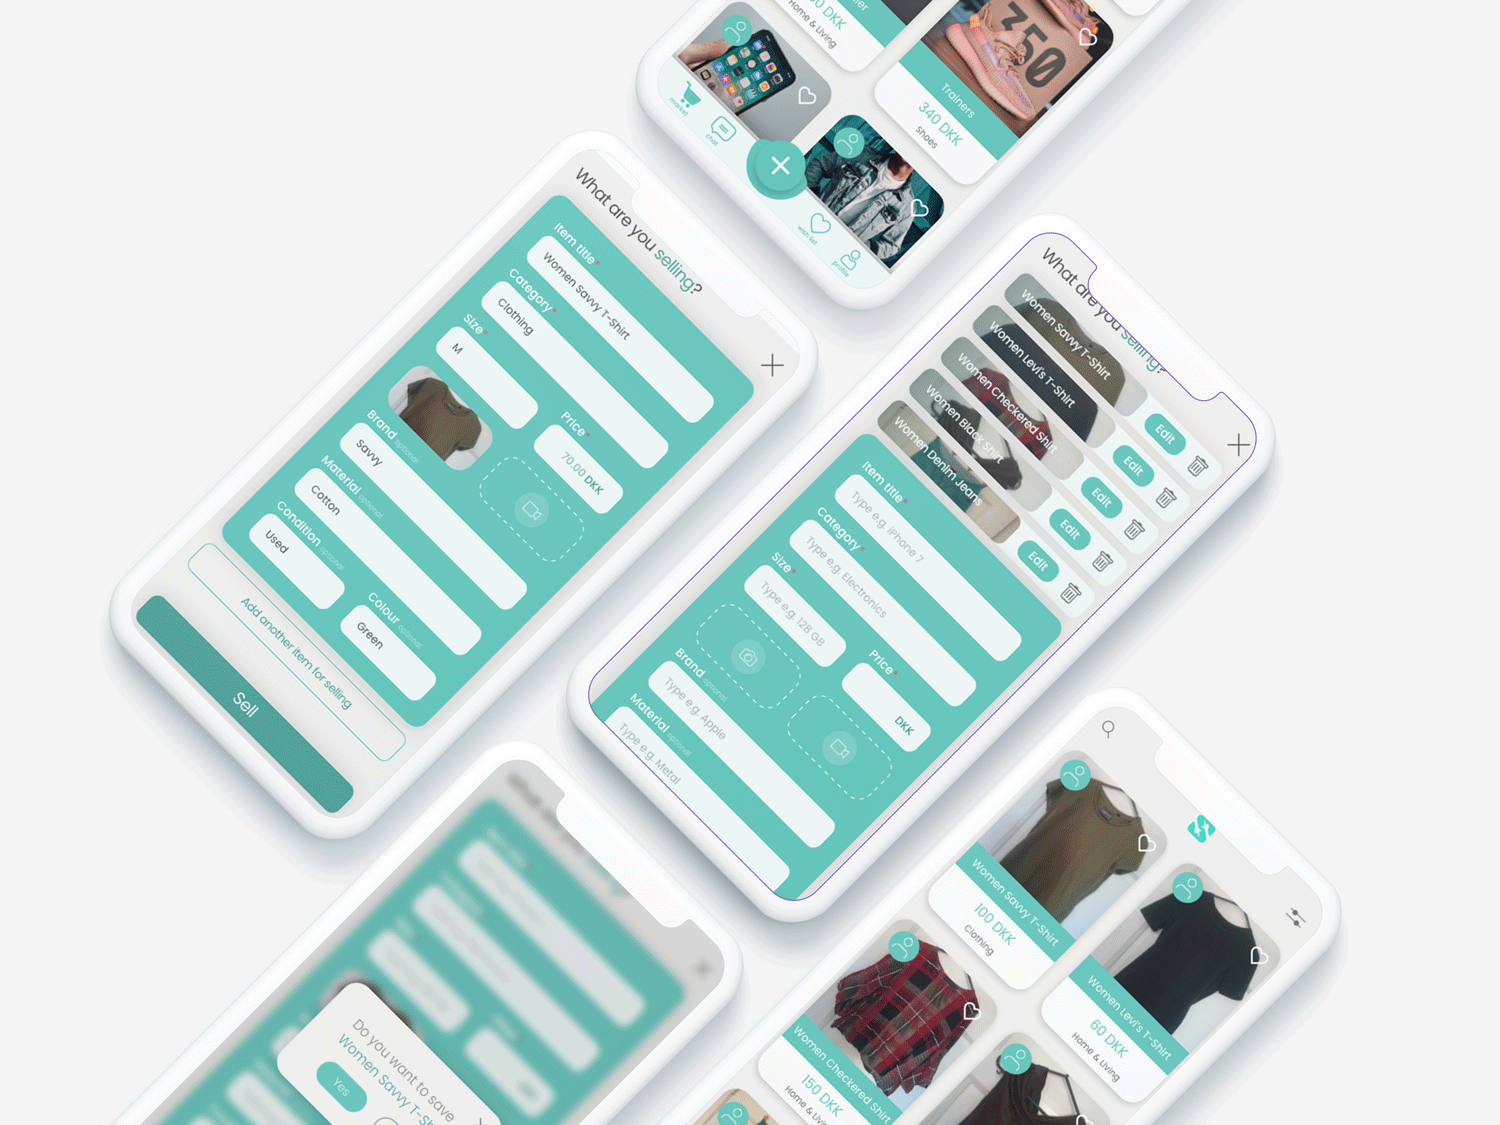 30 DKK
Home & Living
350
Trainers
340 DKK
Shoes
market
chat
wish list
profile
What are you selling?
Item title *
Women Savvy T-Shirt
Category *
Clothing
Size *
M
Price *
70.00 DKK
Brand optional
Savvy
Material optional
Cotton
Condition optional
Used
Colour optional
Green
Add another item for selling
Sell
What are you selling?
Women Savvy T-Shirt
Edit
Women Levi's T-Shirt
Edit
Women Checkered Shirt
Edit
Women Black Shirt
Edit
Women Denim Jeans
Edit
Item title *
Type e.g. iPhone 7
Category *
Type e.g. Electronics
Size *
Type e.g. 128 GB
Price *
DKK
Brand optional
Type e.g. Apple
Material optional
Type e.g. Metal
Do you want to save
Women Savvy T-Sh
Yes
Women Savvy T-Shirt
100 DKK
Clothing
Women Levi's T-Shirt
60 DKK
Home & Living
Women Checkered Shirt
150 DKK
Home & Living